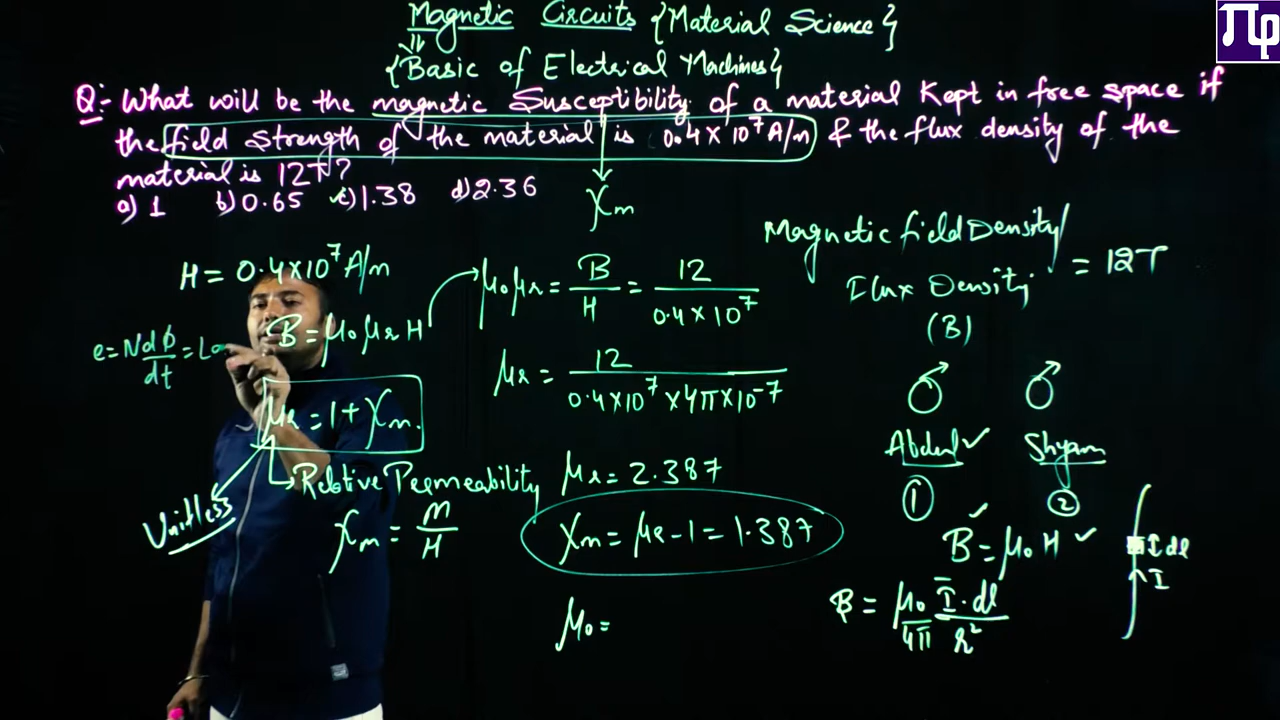 Magnetic Circuits {Material Science}
{Basic of Electrical Machines}
πφ
Q:- What will be the magnetic Susceptibility of a material Kept in free space if
the field strength of the material is 0.4×10⁷ A/m & the flux density of the
material is 12T?
a) 1 b) 0.65 ✓c) 1.38 d) 2.36
χm
H = 0.4×10⁷ A/m
B = μ₀ μr H
e = N dφ/dt = L
μr = 1 + χm.
Relative Permeability
Unitless
χm = M/H
μ₀μr = B/H = 12/(0.4×10⁷)
μr = 12/(0.4×10⁷×4π×10⁻⁷)
μr = 2.387
χm = μr − 1 = 1.387
μ₀ =
Magnetic field Density/
Flux Density = 12T
(B)
Abdul ✓ Shyam
① ②
B = μ₀ H ✓
B = μ₀/4π I̅·dl/r²
I dl
I